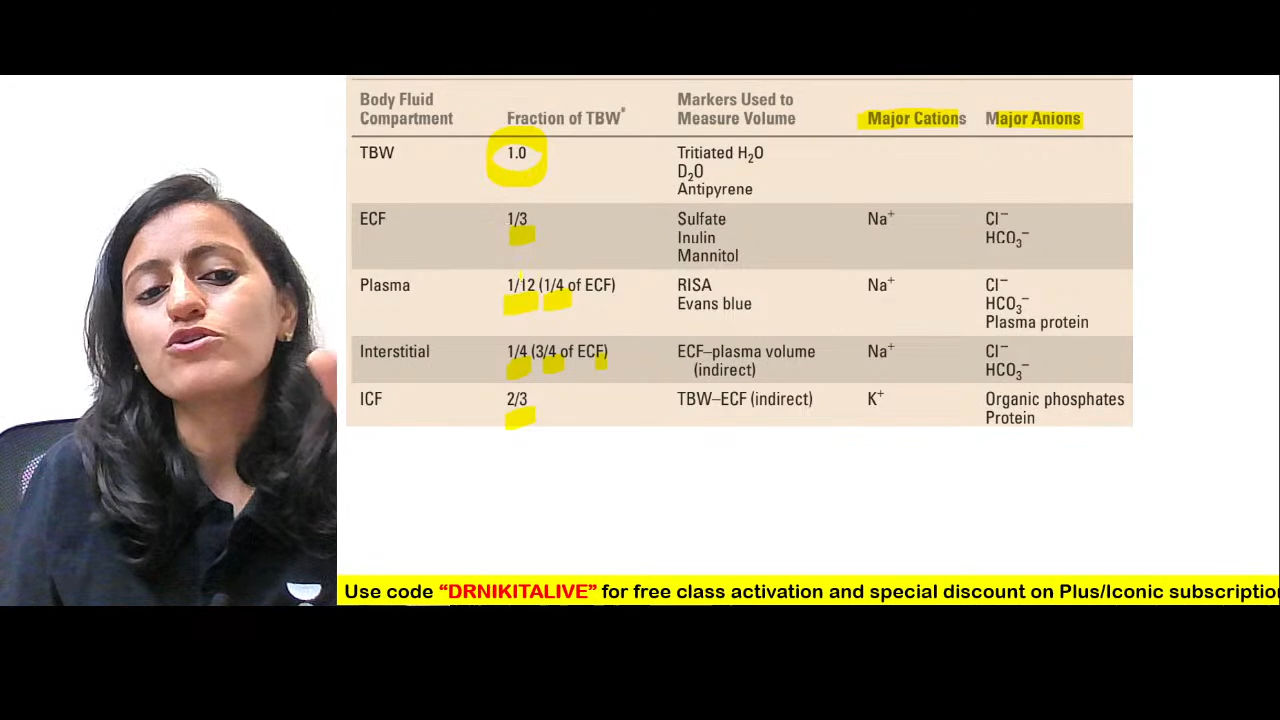 Body Fluid Compartment Fraction of TBW* Markers Used to Measure Volume Major Cations Major Anions
TBW 1.0 Tritiated H₂O
D₂O
Antipyrene
ECF 1/3 Sulfate Na⁺ Cl⁻
Inulin HCO₃⁻
Mannitol
Plasma 1/12 (1/4 of ECF) RISA Na⁺ Cl⁻
Evans blue HCO₃⁻
Plasma protein
Interstitial 1/4 (3/4 of ECF) ECF–plasma volume Na⁺ Cl⁻
(indirect) HCO₃⁻
ICF 2/3 TBW–ECF (indirect) K⁺ Organic phosphates
Protein
Use code “DRNIKITALIVE” for free class activation and special discount on Plus/Iconic subscription